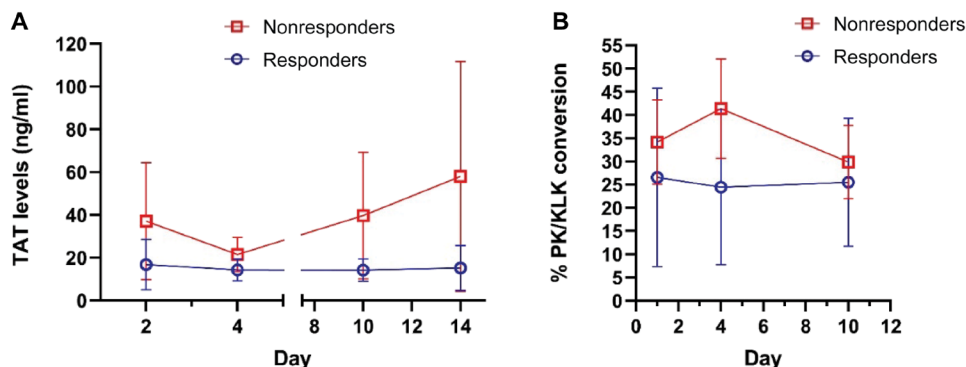 A
Nonresponders
Responders
TAT levels (ng/ml)
120
100
80
60
40
20
0
2 4 8 10 12 14
Day
B
Nonresponders
Responders
% PK/KLK conversion
55
50
45
40
35
30
25
20
15
10
5
0
0 2 4 6 8 10 12
Day